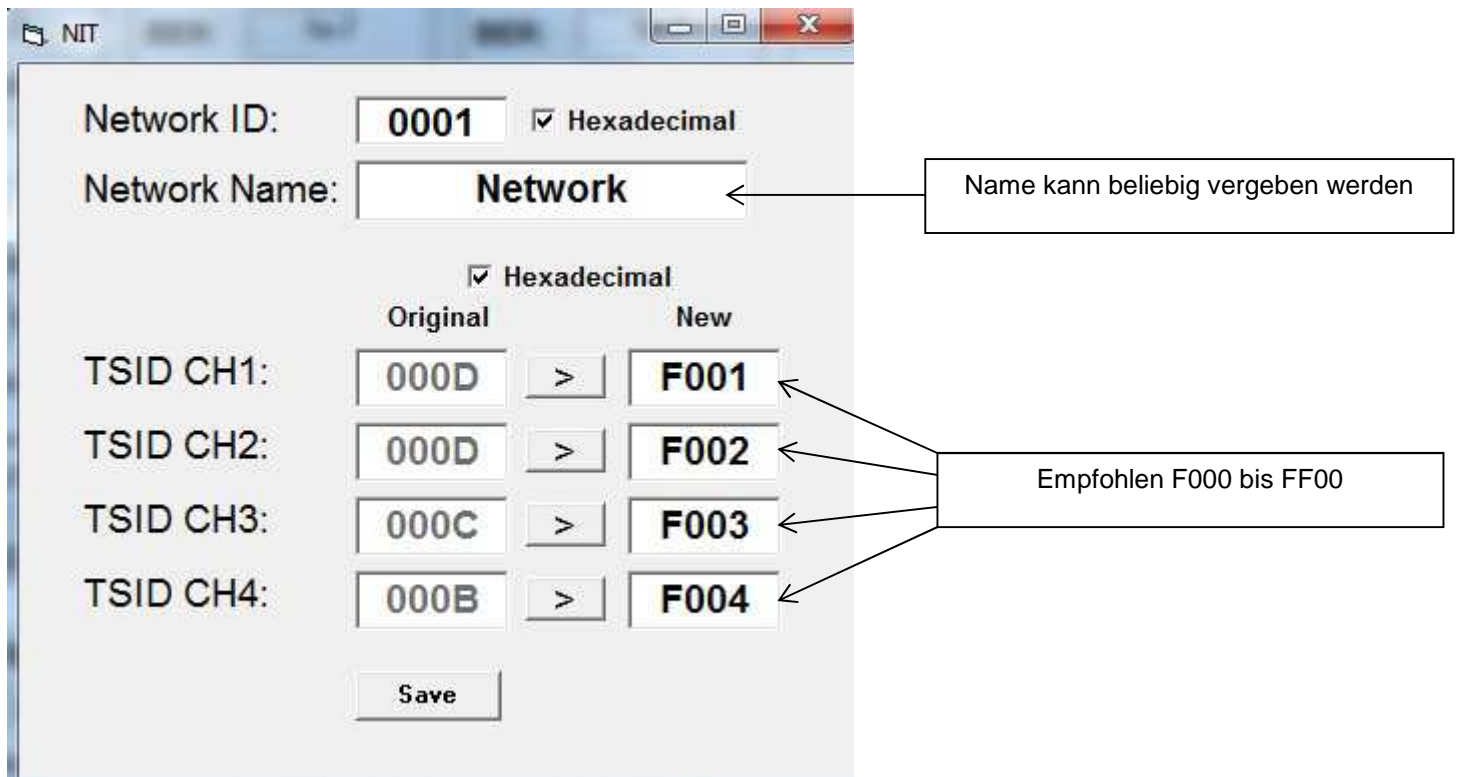 NIT
Network ID: 0001 Hexadecimal
Network Name: Network
Name kann beliebig vergeben werden
Hexadecimal
Original New
TSID CH1: 000D > F001
TSID CH2: 000D > F002
Empfohlen F000 bis FF00
TSID CH3: 000C > F003
TSID CH4: 000B > F004
Save